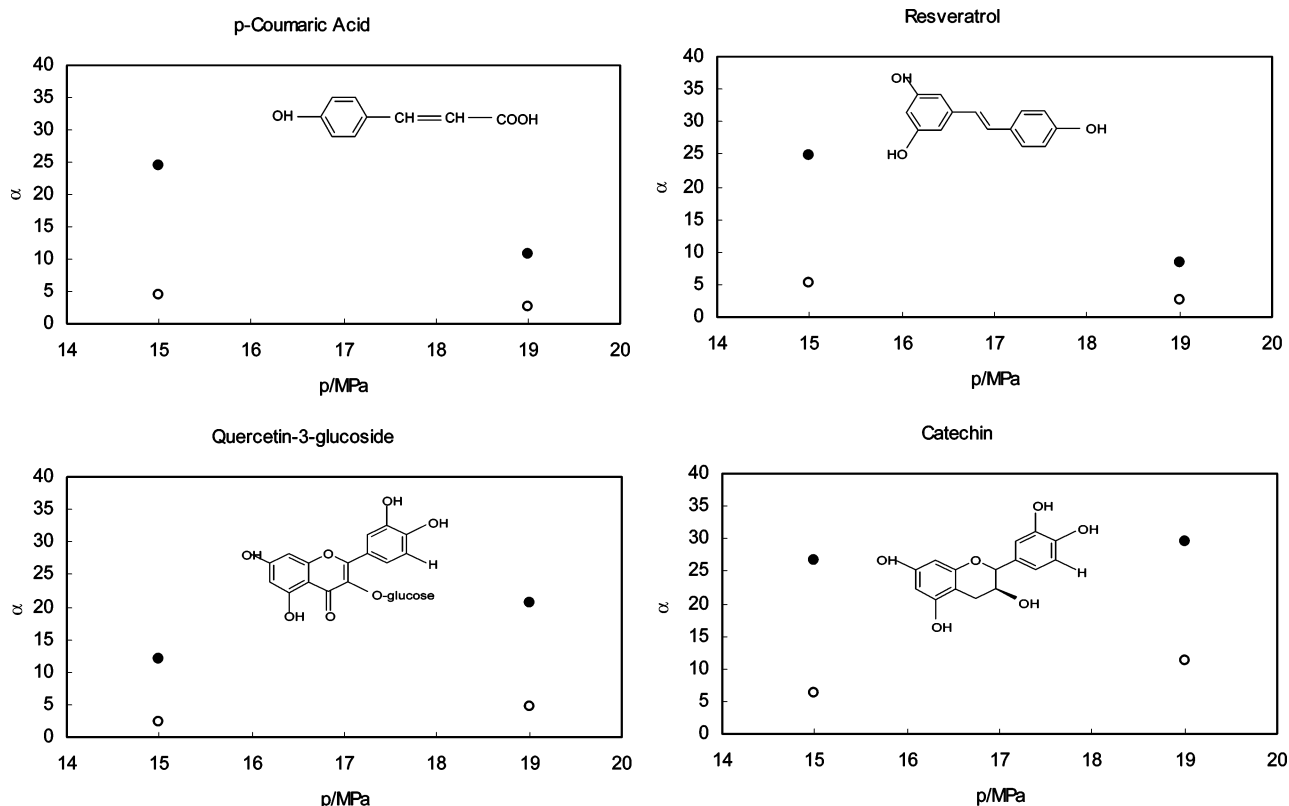 p-Coumaric Acid
40
35
30
25
20
15
10
5
0
α
OH
CH
CH
COOH
14 15 16 17 18 19 20
p/MPa
Resveratrol
40
35
30
25
20
15
10
5
0
α
OH
HO
OH
14 15 16 17 18 19 20
p/MPa
Quercetin-3-glucoside
40
35
30
25
20
15
10
5
0
α
OH
OH
OH
O
H
O-glucose
OH
O
14 15 16 17 18 19 20
p/MPa
Catechin
40
35
30
25
20
15
10
5
0
α
OH
OH
OH
O
H
OH
OH
14 15 16 17 18 19 20
p/MPa